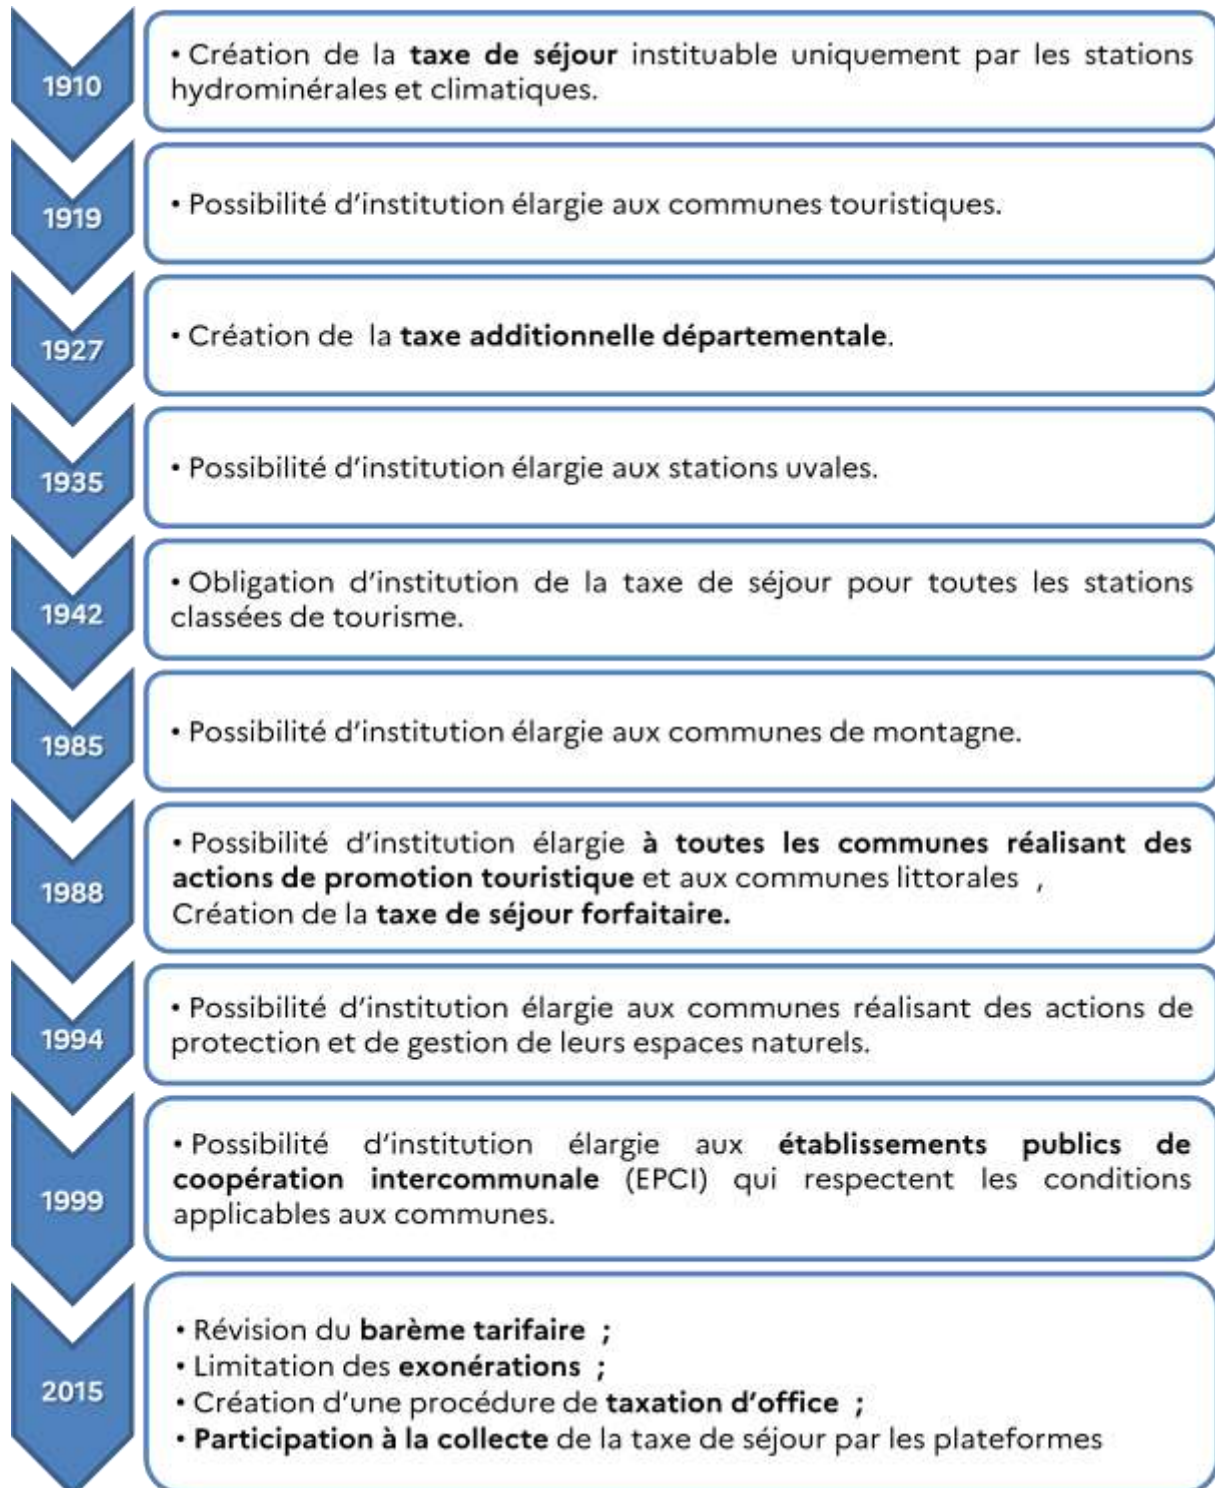 1910
• Création de la taxe de séjour instituable uniquement par les stations
hydrominérales et climatiques.
1919
• Possibilité d'institution élargie aux communes touristiques.
1927
• Création de la taxe additionnelle départementale.
1935
• Possibilité d'institution élargie aux stations uvales.
1942
• Obligation d'institution de la taxe de séjour pour toutes les stations
classées de tourisme.
1985
• Possibilité d'institution élargie aux communes de montagne.
1988
• Possibilité d'institution élargie à toutes les communes réalisant des
actions de promotion touristique et aux communes littorales ,
Création de la taxe de séjour forfaitaire.
1994
• Possibilité d'institution élargie aux communes réalisant des actions de
protection et de gestion de leurs espaces naturels.
1999
• Possibilité d'institution élargie aux établissements publics de
coopération intercommunale (EPCI) qui respectent les conditions
applicables aux communes.
2015
• Révision du barème tarifaire ;
• Limitation des exonérations ;
• Création d'une procédure de taxation d'office ;
• Participation à la collecte de la taxe de séjour par les plateformes